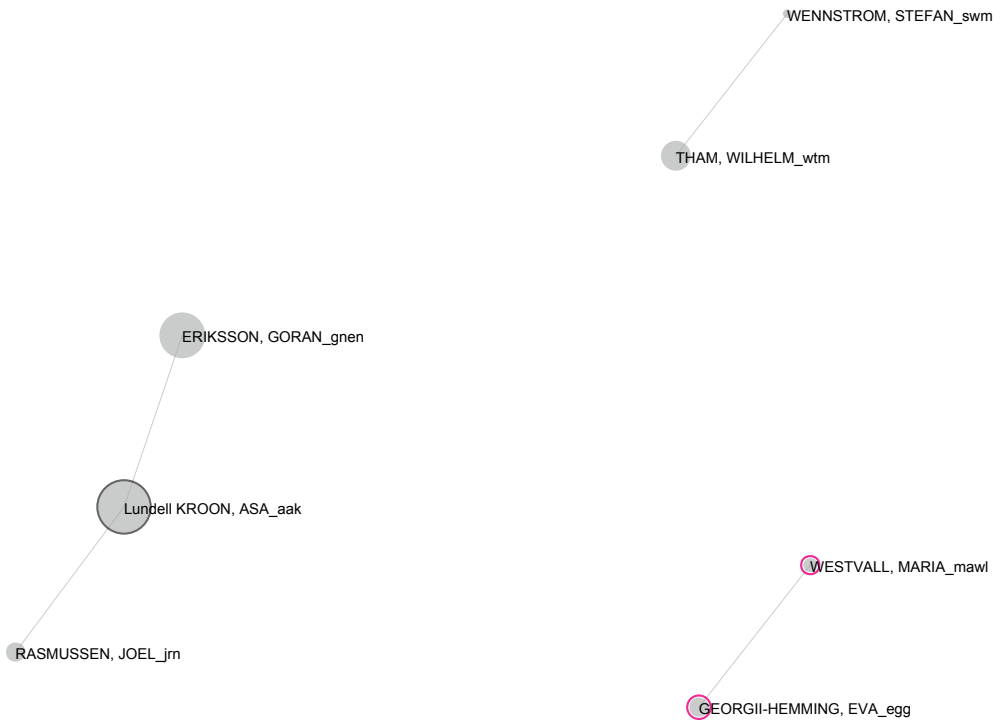 WENNSTROM, STEFAN_swm
THAM, WILHELM_wtm
ERIKSSON, GORAN_gnen
Lundell KROON, ASA_aak
WESTVALL, MARIA_mawl
RASMUSSEN, JOEL_jrn
GEORGII-HEMMING, EVA_egg